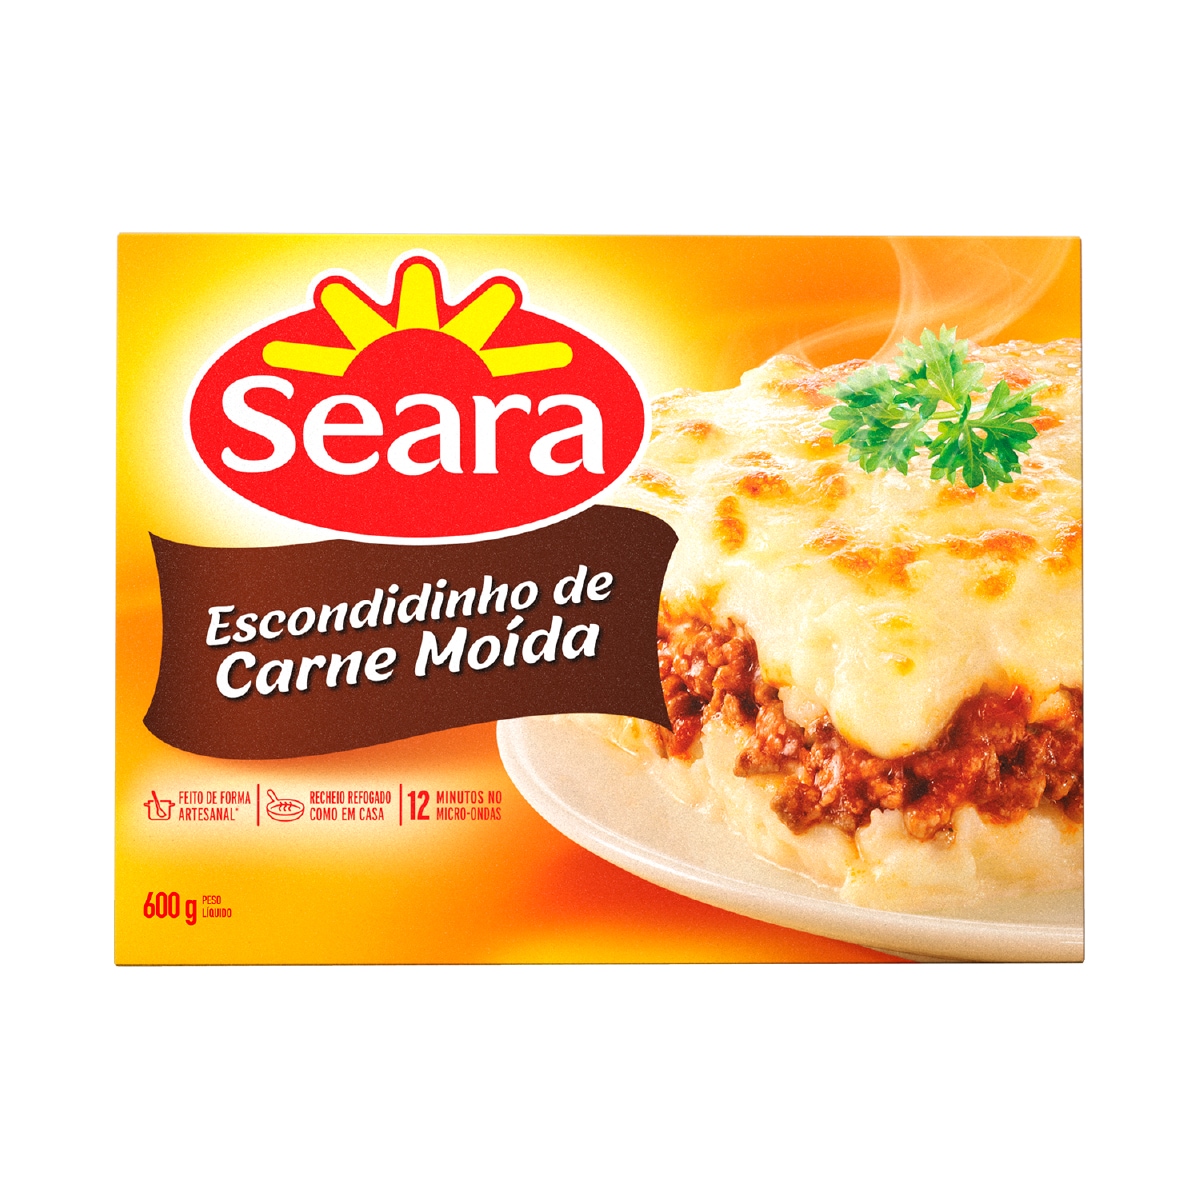 Seara
Escondidinho de
Carne Moída
FEITO DE FORMA
ARTESANAL*
RECHEIO REFOGADO
COMO EM CASA
12 MINUTOS NO
MICRO-ONDAS
600 g PESO
LÍQUIDO